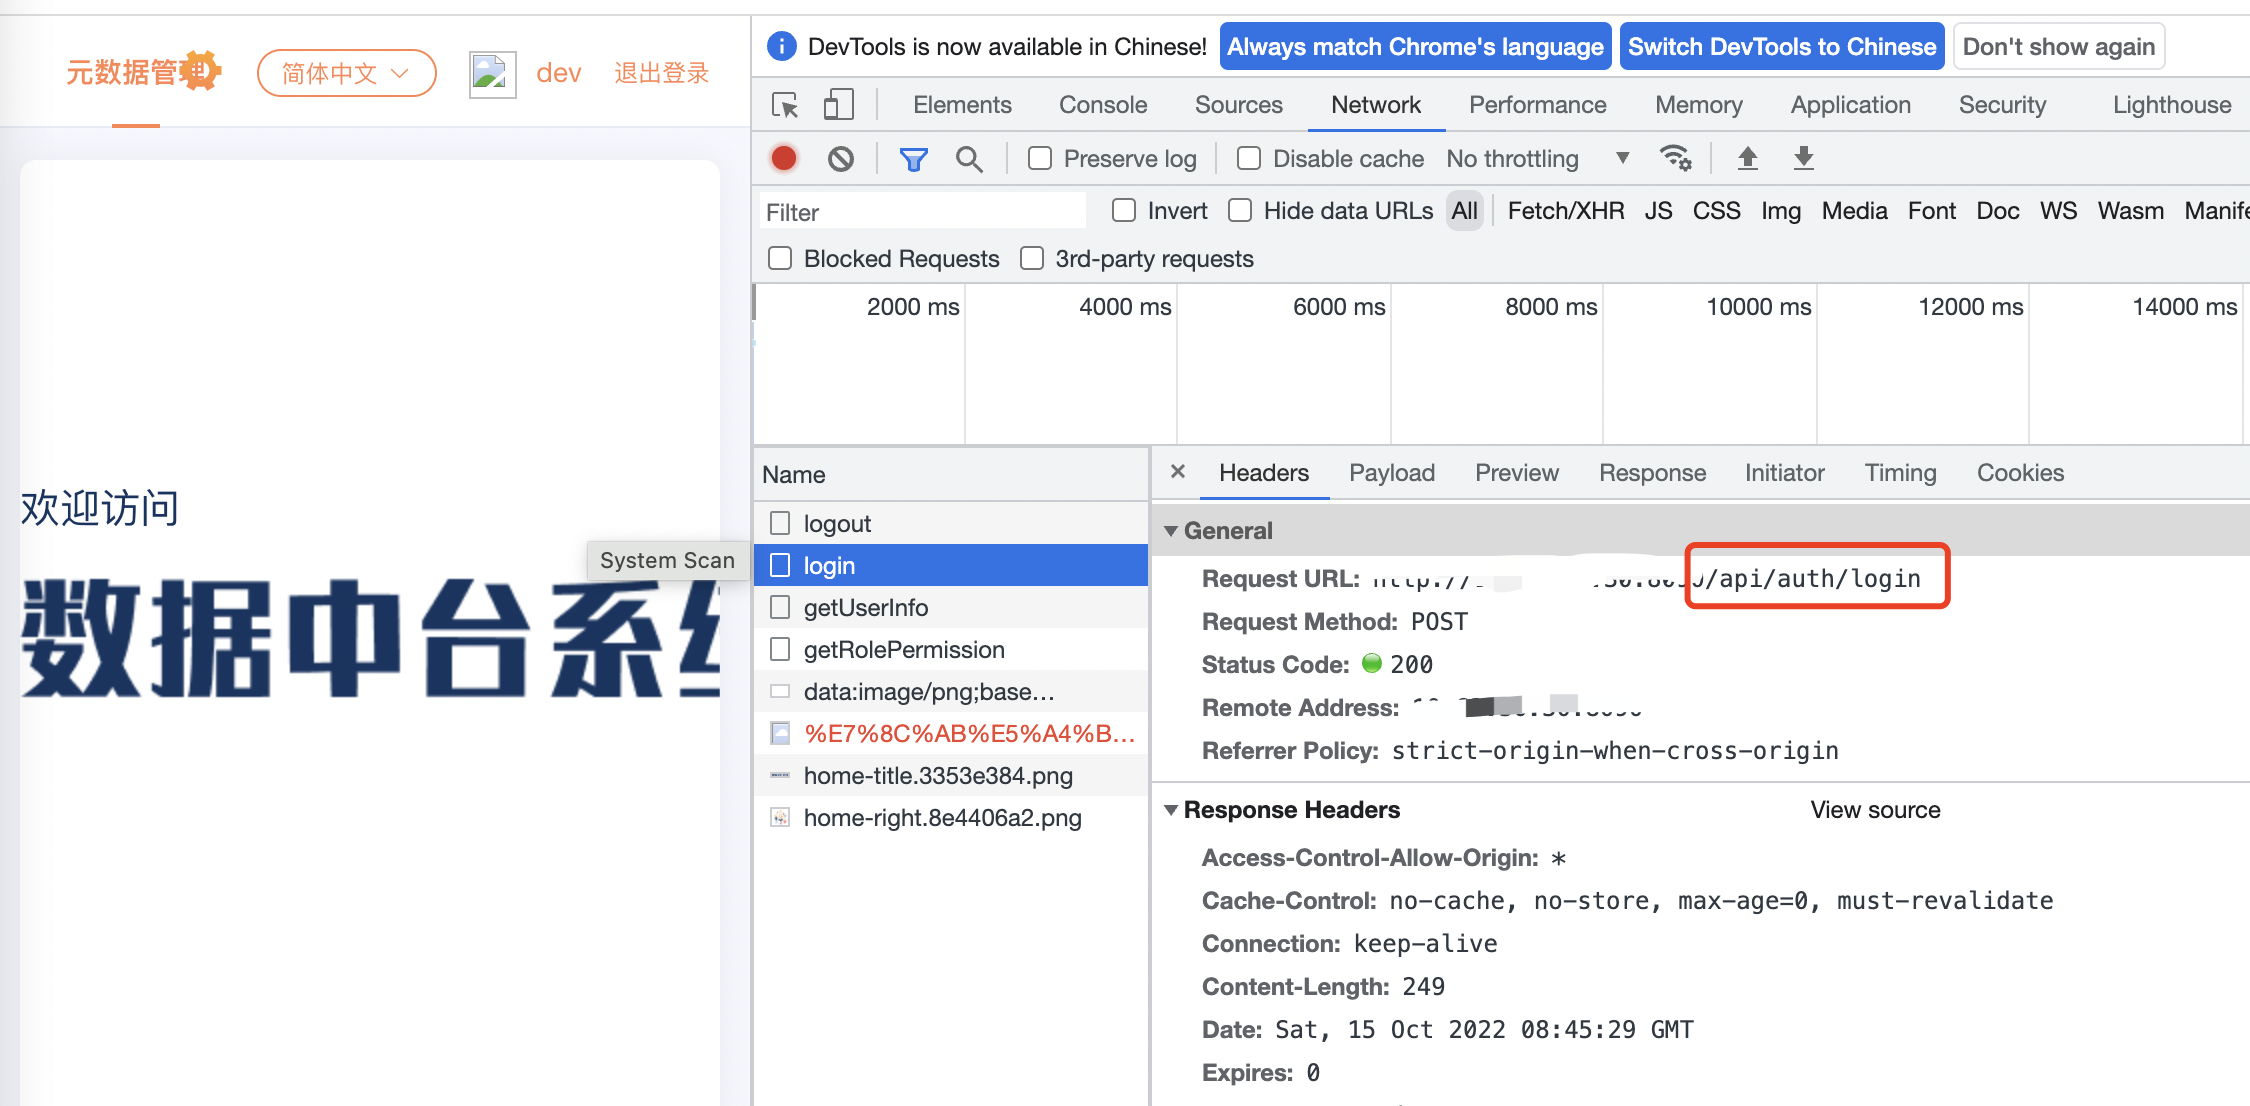 元数据管理
简体中文
dev
退出登录
欢迎访问
System Scan
数据中台系
DevTools is now available in Chinese!
Always match Chrome's language
Switch DevTools to Chinese
Don't show again
Elements
Console
Sources
Network
Performance
Memory
Application
Security
Lighthouse
Preserve log
Disable cache
No throttling
Filter
Invert
Hide data URLs
All
Fetch/XHR
JS
CSS
Img
Media
Font
Doc
WS
Wasm
Manife
Blocked Requests
3rd-party requests
2000 ms
4000 ms
6000 ms
8000 ms
10000 ms
12000 ms
14000 ms
Name
logout
login
getUserInfo
getRolePermission
data:image/png;base…
%E7%8C%AB%E5%A4%B…
home-title.3353e384.png
home-right.8e4406a2.png
Headers
Payload
Preview
Response
Initiator
Timing
Cookies
General
Request URL: /api/auth/login
Request Method: POST
Status Code: 200
Remote Address:
Referrer Policy: strict-origin-when-cross-origin
Response Headers
View source
Access-Control-Allow-Origin: *
Cache-Control: no-cache, no-store, max-age=0, must-revalidate
Connection: keep-alive
Content-Length: 249
Date: Sat, 15 Oct 2022 08:45:29 GMT
Expires: 0